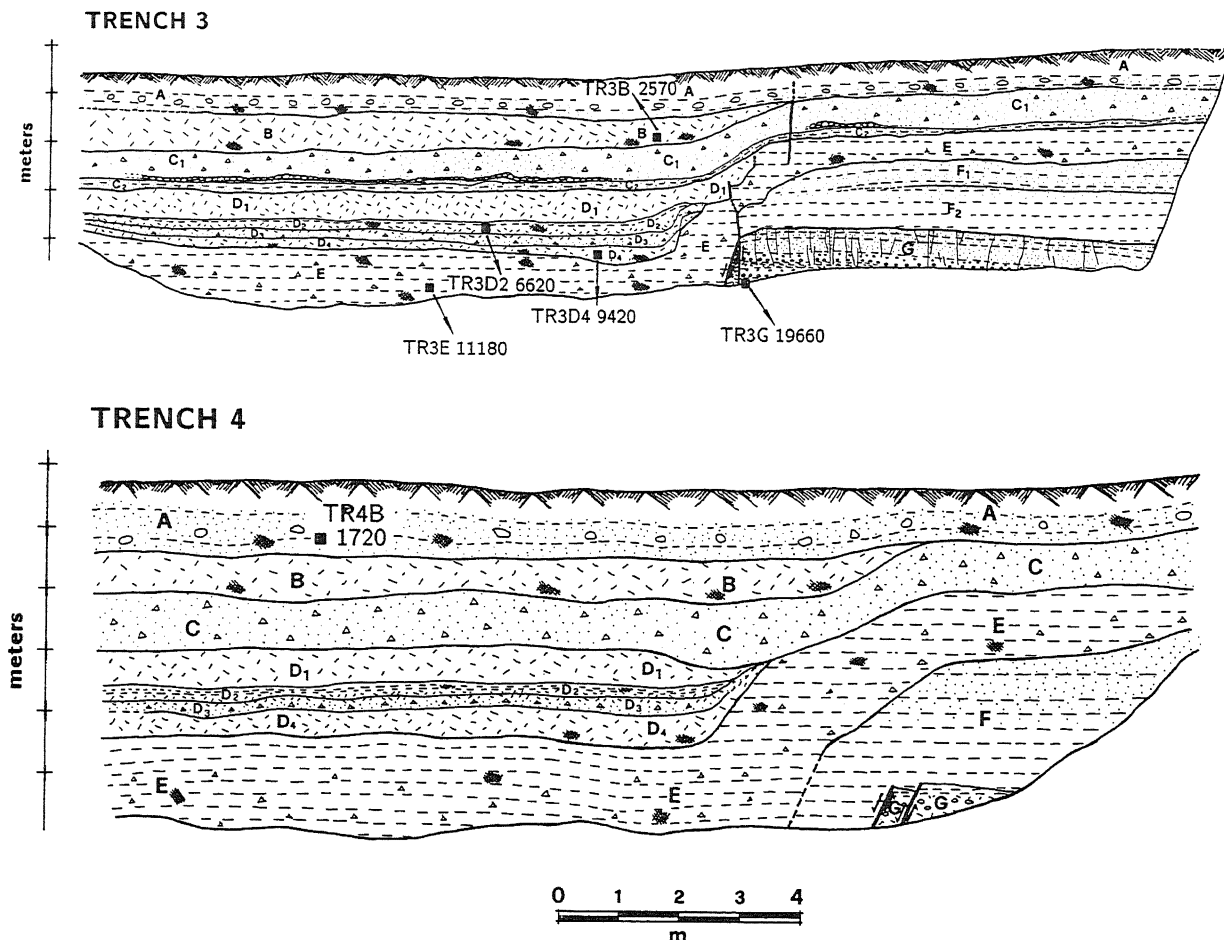 TRENCH 3
meters
A
A
A
TR3B 2570
B
B
C1
C1
C1
C2
C2
C2
D1
D1
D1
E
F1
F2
D2
D2
D3
D3
D4
D4
E
E
G
TR3D2 6620
TR3D4 9420
TR3E 11180
TR3G 19660
TRENCH 4
meters
A
A
TR4B
1720
B
B
C
C
C
D1
D1
E
D2
D2
D3
D3
D4
D4
F
E
E
G
G
0 1 2 3 4
m